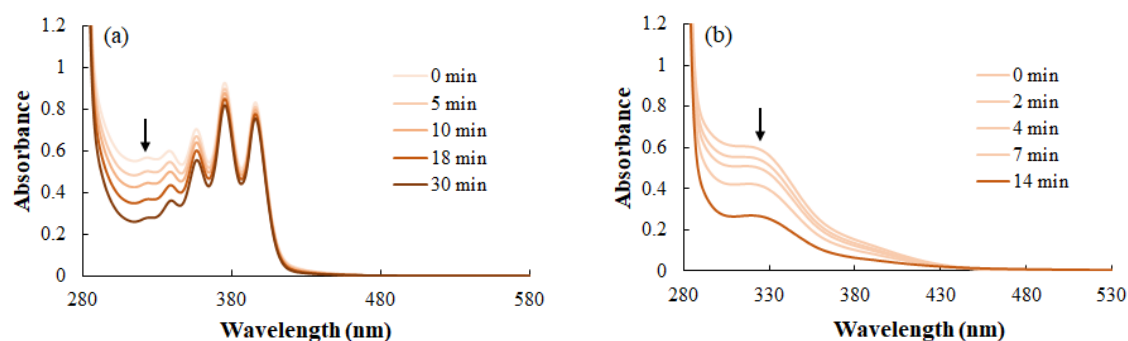 (a)
1.2
1
0.8
0.6
0.4
0.2
0
Absorbance
0 min
5 min
10 min
18 min
30 min
280 380 480 580
Wavelength (nm)
(b)
1.2
1
0.8
0.6
0.4
0.2
0
Absorbance
0 min
2 min
4 min
7 min
14 min
280 330 380 430 480 530
Wavelength (nm)